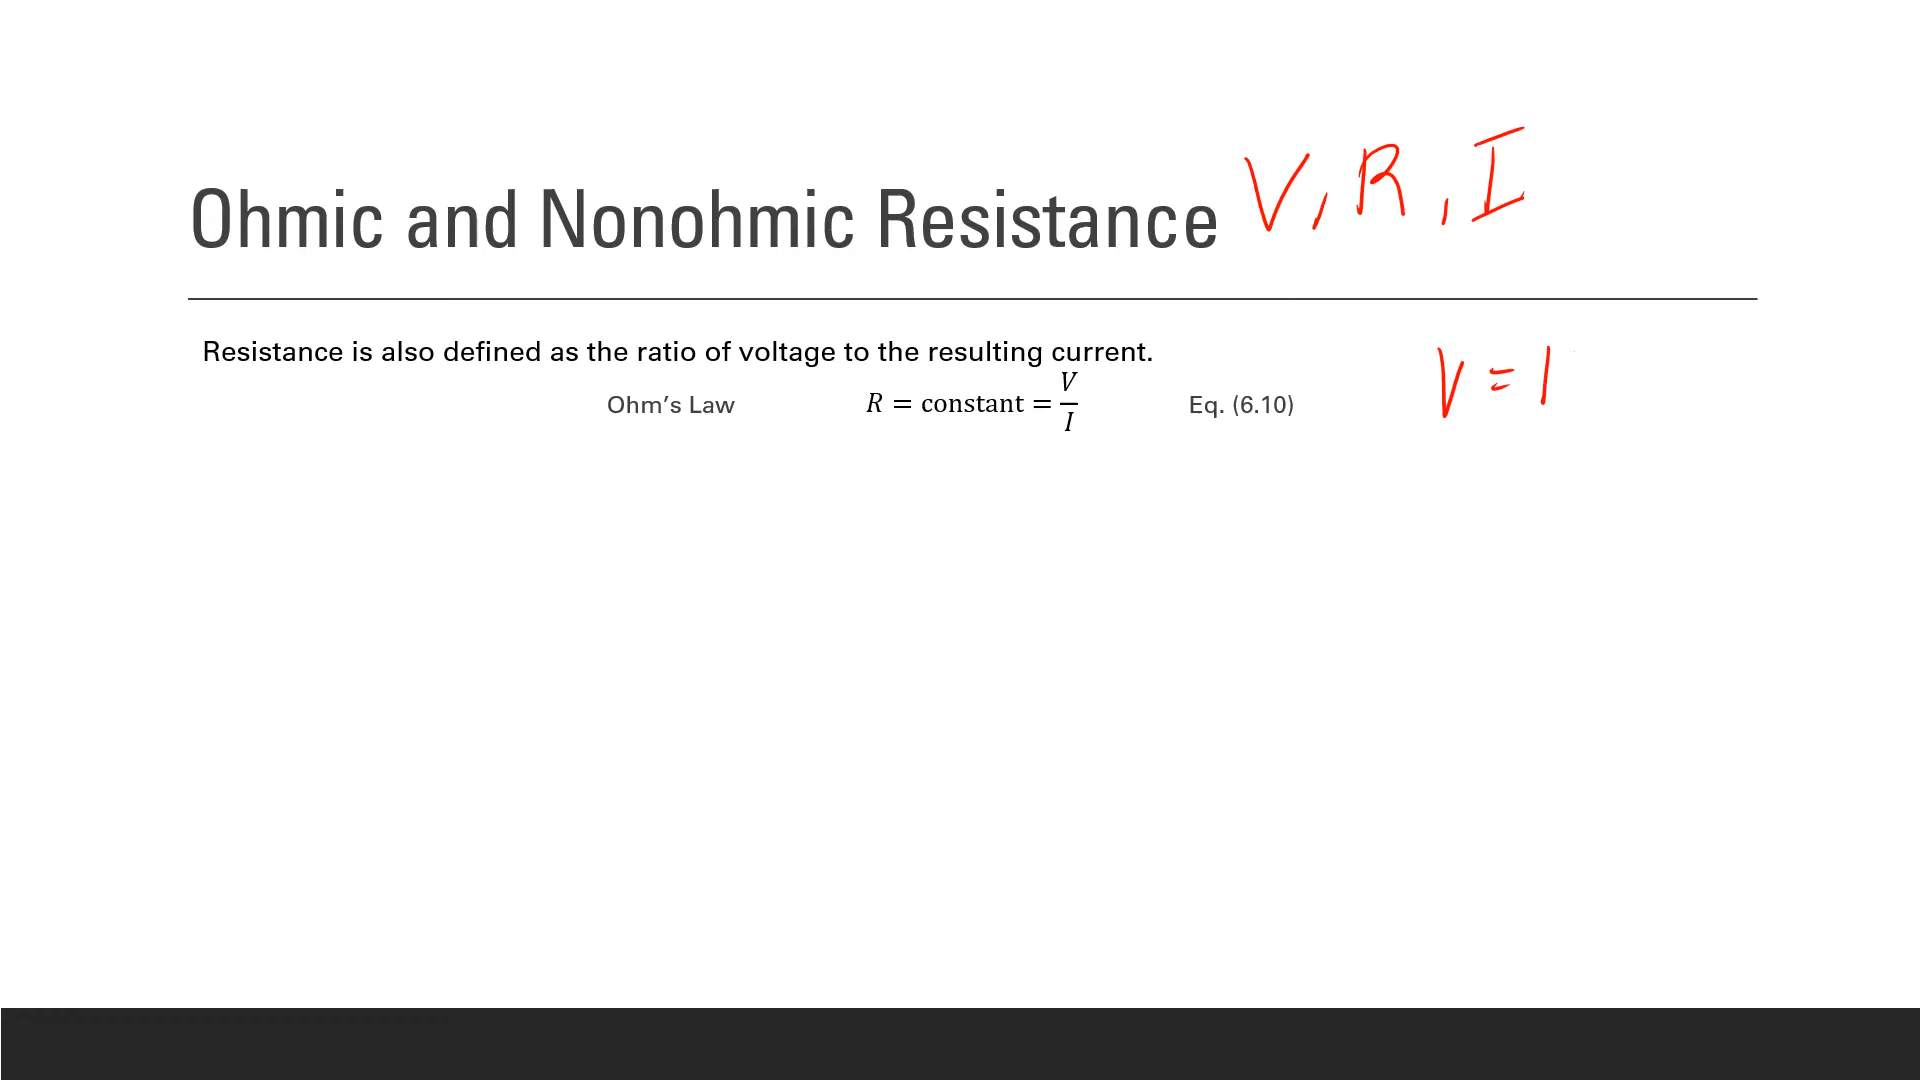 Ohmic and Nonohmic Resistance V, R, I
Resistance is also defined as the ratio of voltage to the resulting current.
Ohm's Law R = constant = V/I Eq. (6.10)
V = I